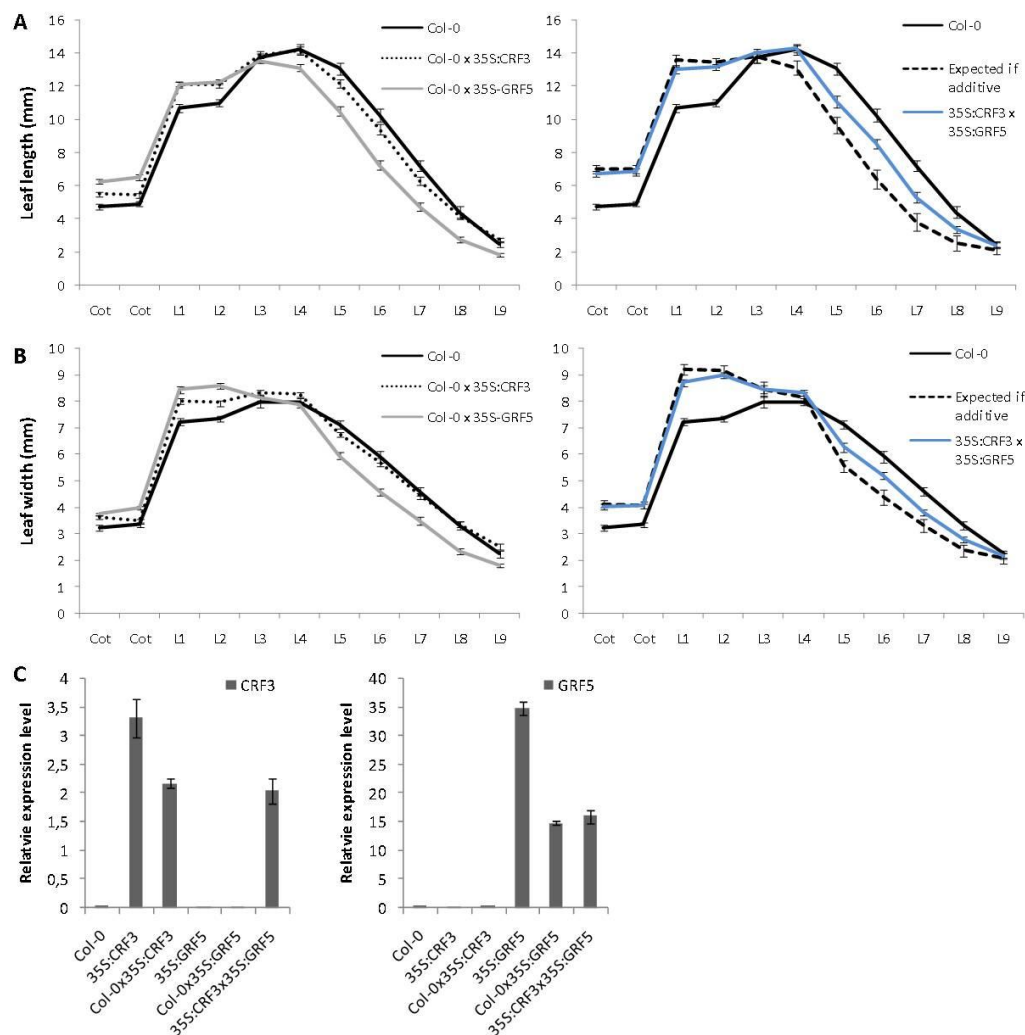 A
Leaf length (mm)
16
14
12
10
8
6
4
2
0
Cot Cot L1 L2 L3 L4 L5 L6 L7 L8 L9
Col-0
Col-0 x 35S:CRF3
Col-0 x 35S-GRF5
16
14
12
10
8
6
4
2
0
Cot Cot L1 L2 L3 L4 L5 L6 L7 L8 L9
Col-0
Expected if
additive
35S:CRF3 x
35S:GRF5
B
Leaf width (mm)
10
9
8
7
6
5
4
3
2
1
0
Cot Cot L1 L2 L3 L4 L5 L6 L7 L8 L9
Col-0
Col-0 x 35S:CRF3
Col-0 x 35S-GRF5
10
9
8
7
6
5
4
3
2
1
0
Cot Cot L1 L2 L3 L4 L5 L6 L7 L8 L9
Col-0
Expected if
additive
35S:CRF3 x
35S:GRF5
C
Relatvie expression level
4
3,5
3
2,5
2
1,5
1
0,5
0
CRF3
Col-0
35S:CRF3
Col-0x35S:CRF3
35S:GRF5
Col-0x35S:GRF5
35S:CRF3x35S:GRF5
Relatvie expression level
40
35
30
25
20
15
10
5
0
GRF5
Col-0
35S:CRF3
Col-0x35S:CRF3
35S:GRF5
Col-0x35S:GRF5
35S:CRF3x35S:GRF5